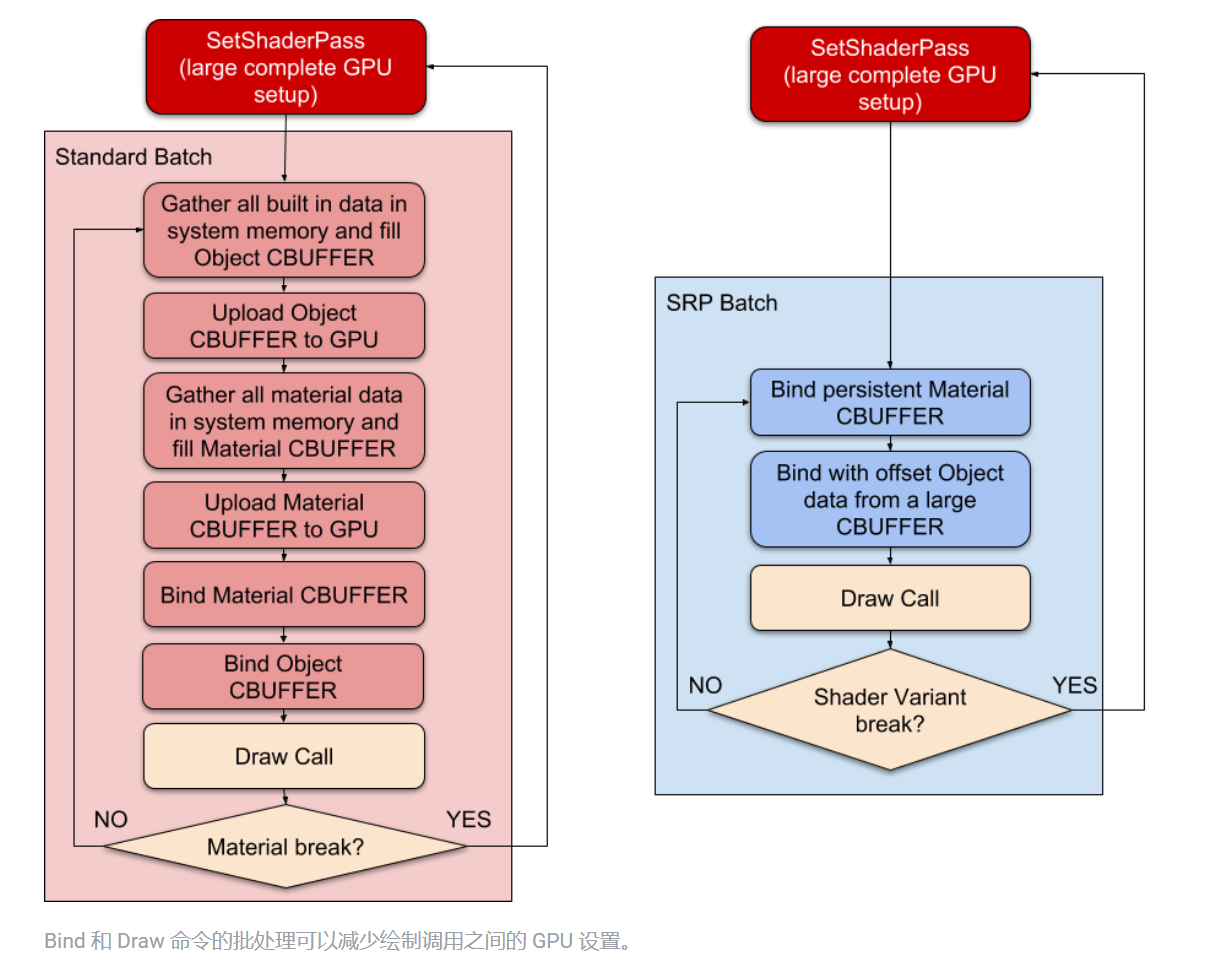 SetShaderPass
(large complete GPU
setup)
Standard Batch
Gather all built in data in
system memory and fill
Object CBUFFER
Upload Object
CBUFFER to GPU
Gather all material data
in system memory and
fill Material CBUFFER
Upload Material
CBUFFER to GPU
Bind Material CBUFFER
Bind Object
CBUFFER
Draw Call
NO
YES
Material break?
SetShaderPass
(large complete GPU
setup)
SRP Batch
Bind persistent Material
CBUFFER
Bind with offset Object
data from a large
CBUFFER
Draw Call
NO
YES
Shader Variant
break?
Bind 和 Draw 命令的批处理可以减少绘制调用之间的 GPU 设置。